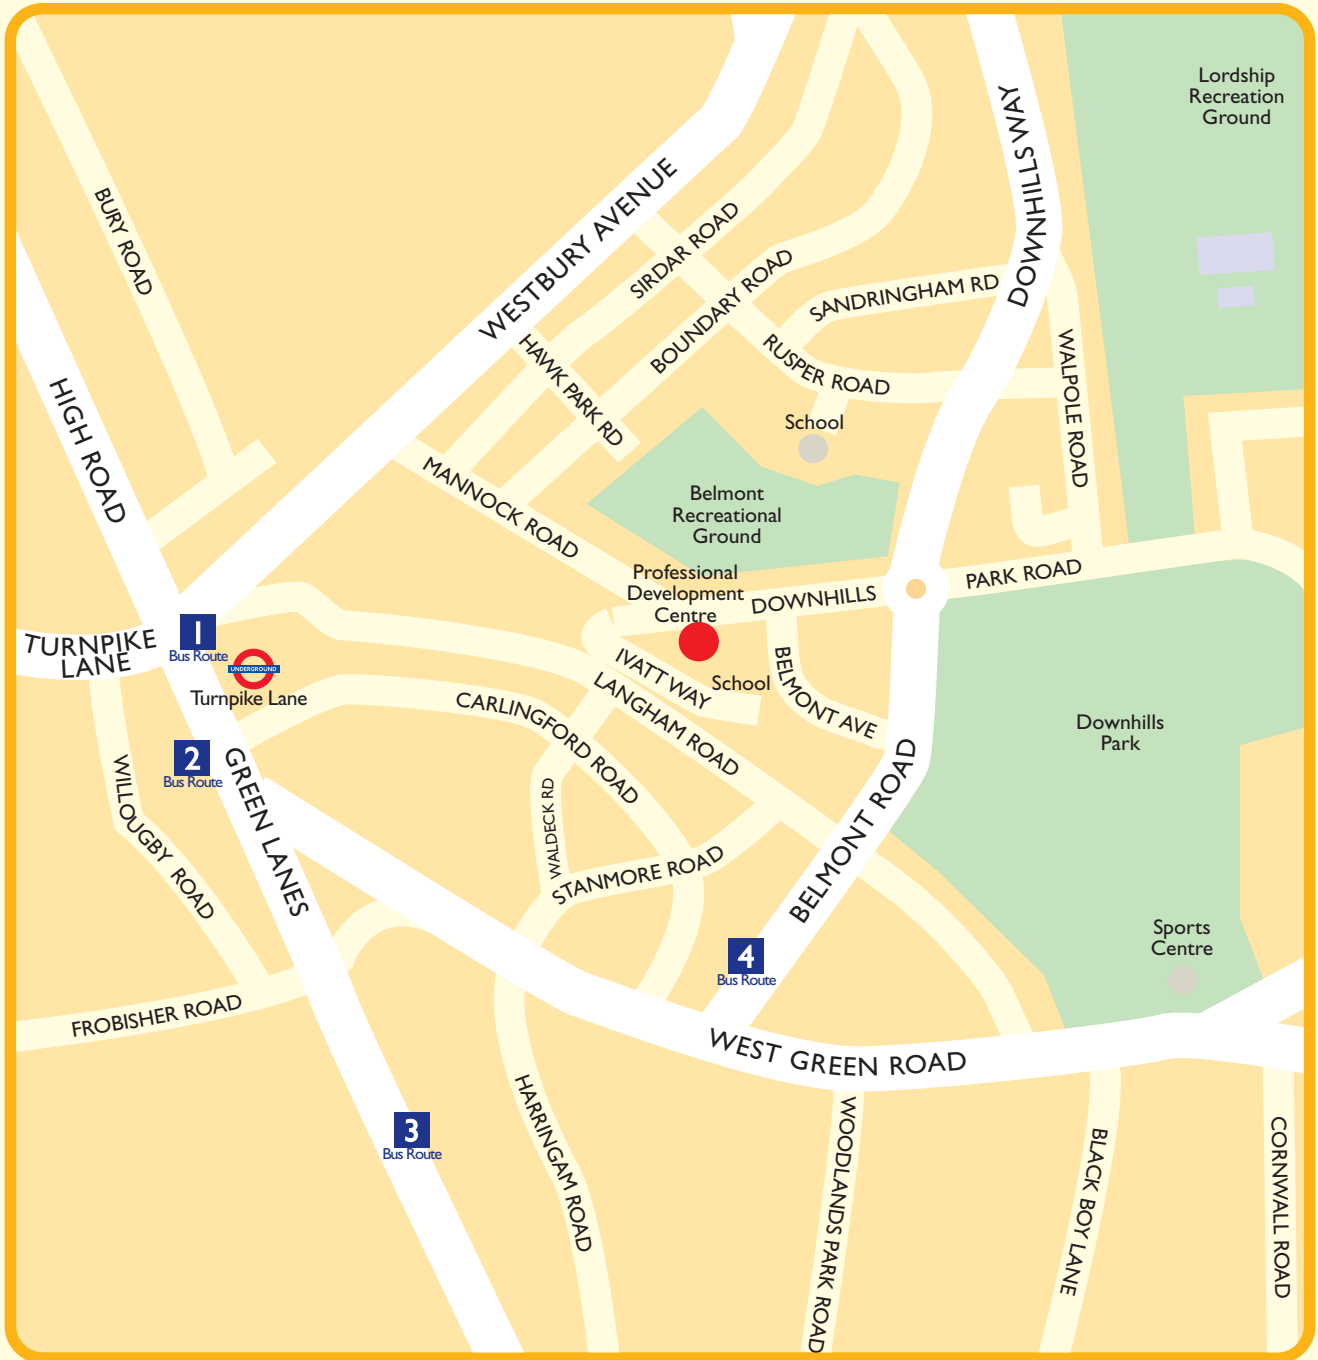 Lordship
Recreation
Ground
DOWNHILLS WAY
BURY ROAD
WESTBURY AVENUE
SIRDAR ROAD
BOUNDARY ROAD
SANDRINGHAM RD
HAWK PARK RD
RUSPER ROAD
WALPOLE ROAD
HIGH ROAD
School
MANNOCK ROAD
Belmont
Recreational
Ground
Professional
Development
Centre
DOWNHILLS
PARK ROAD
TURNPIKE
LANE
1
Bus Route
UNDERGROUND
Turnpike Lane
IVATT WAY
School
BELMONT AVE
LANGHAM ROAD
CARLINGFORD ROAD
Downhills
Park
2
Bus Route
WILLOUGBY ROAD
GREEN LANES
WALDECK RD
STANMORE ROAD
BELMONT ROAD
Sports
Centre
4
Bus Route
FROBISHER ROAD
WEST GREEN ROAD
3
Bus Route
HARRINGAM ROAD
WOODLANDS PARK ROAD
BLACK BOY LANE
CORNWALL ROAD